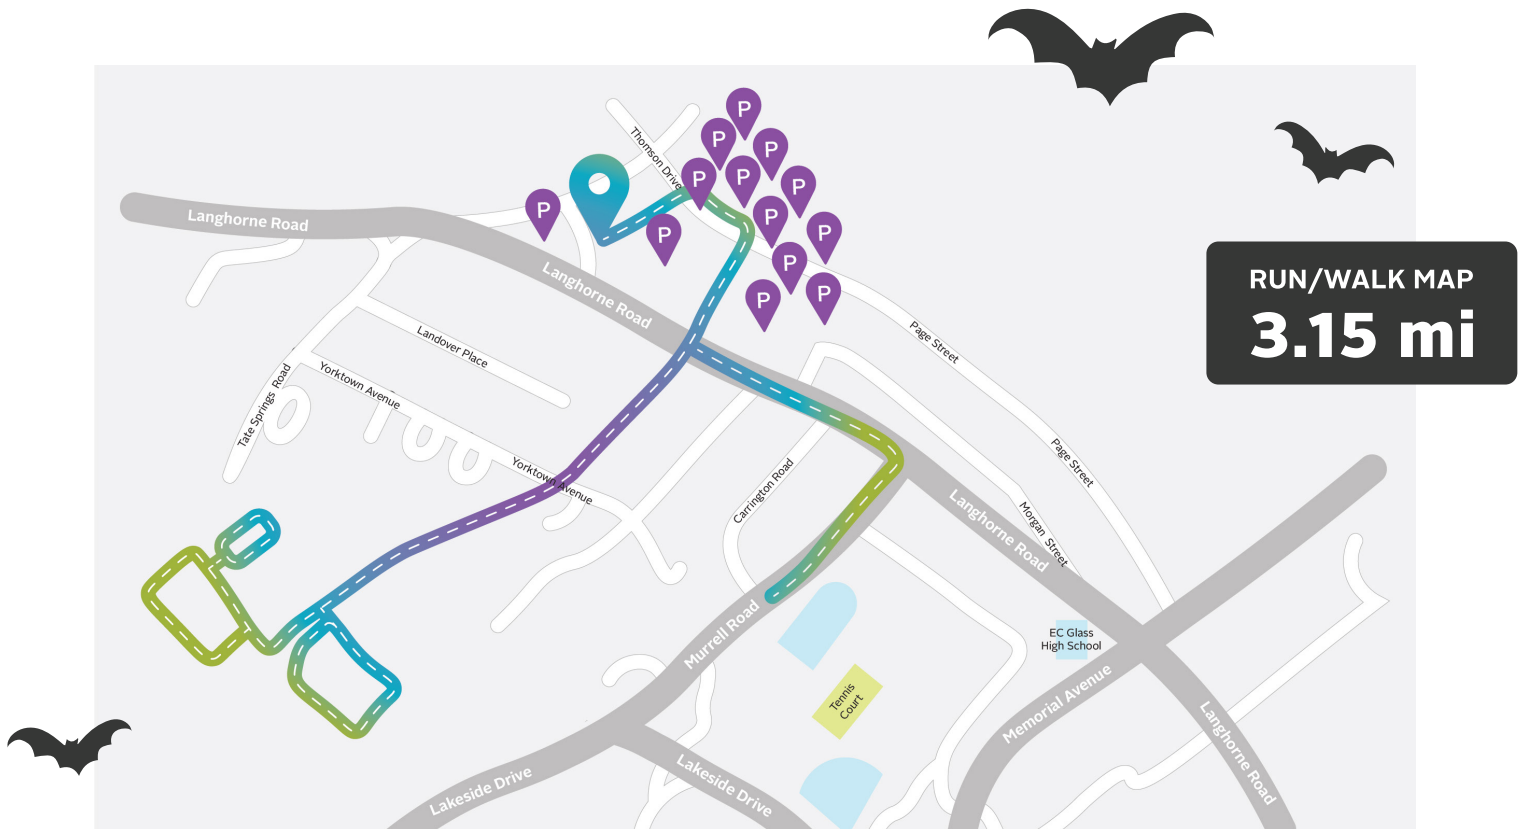 P
P
P
P
P
P
P
P
P
P
P
P
P
P
Thomson Drive
Langhorne Road
Langhorne Road
RUN/WALK MAP
3.15 mi
Landover Place
Page Street
Yorktown Avenue
Tate Springs Road
Yorktown Avenue
Carrington Road
Page Street
Langhorne Road
Morgan Street
Murrell Road
EC Glass
High School
Tennis
Court
Memorial Avenue
Langhorne Road
Lakeside Drive
Lakeside Drive